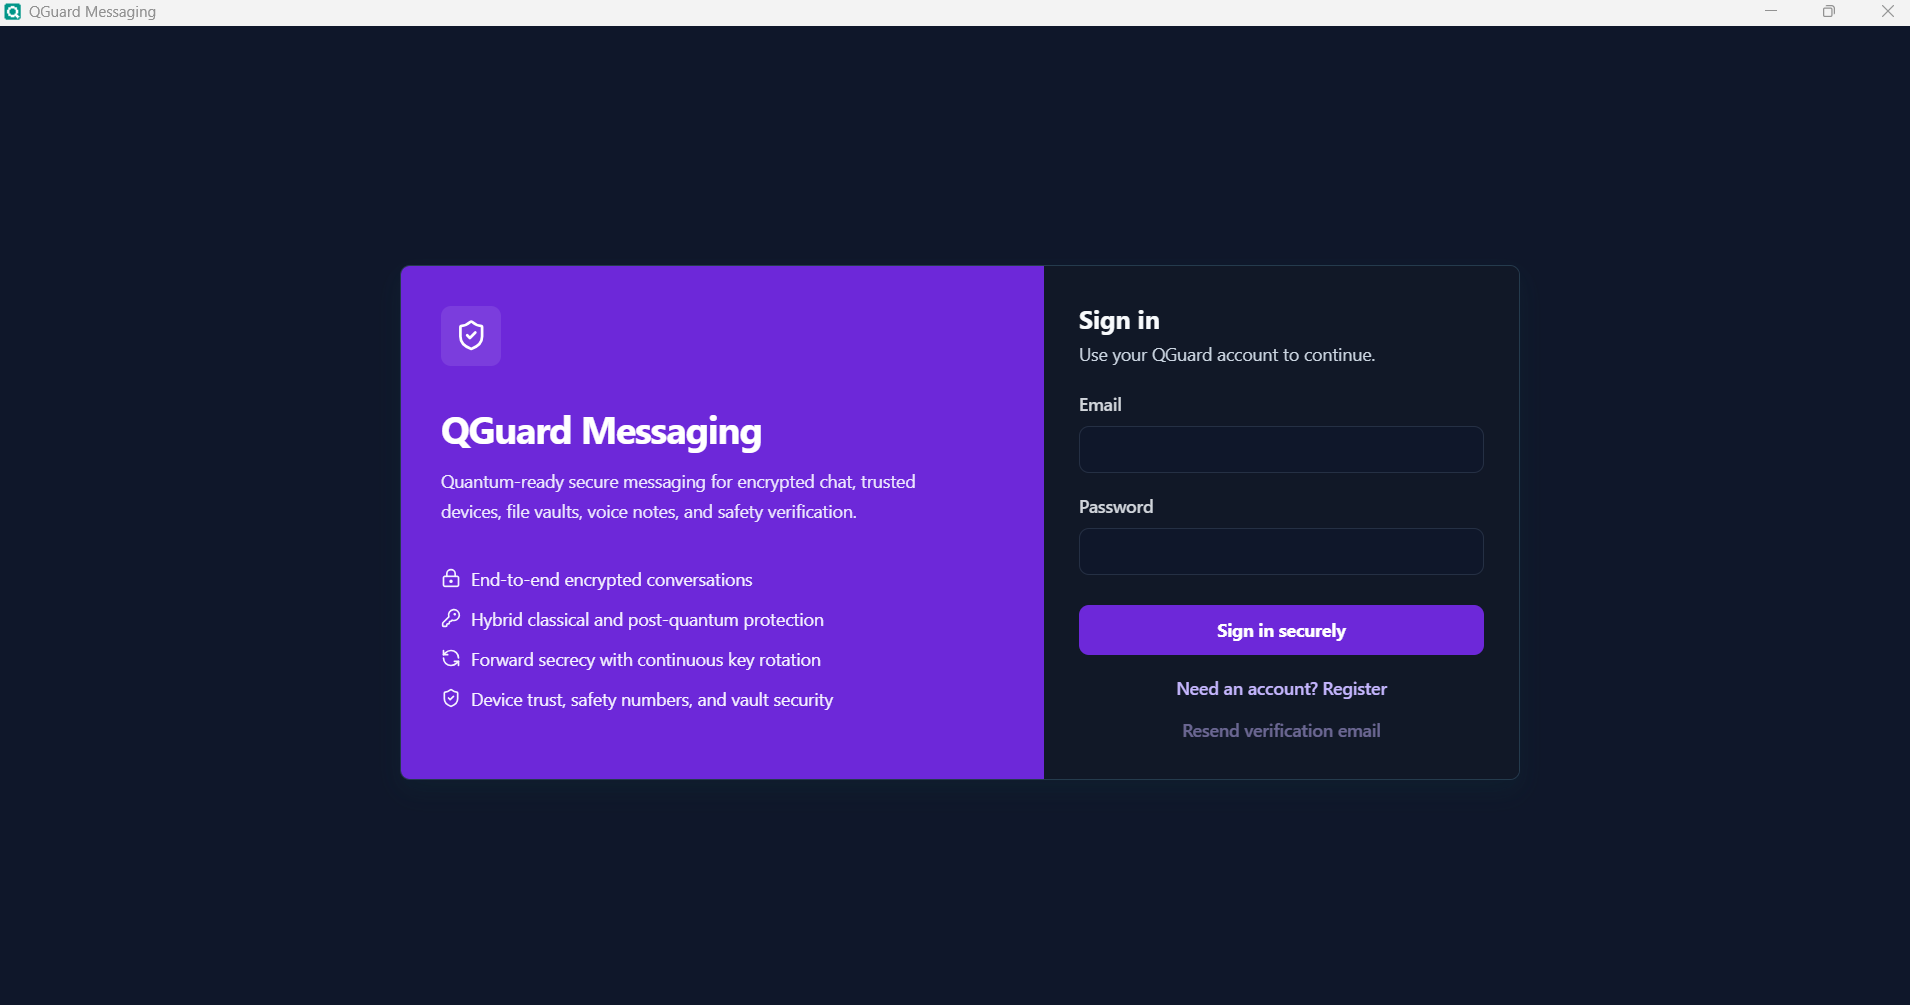 QGuard Messaging
QGuard Messaging
Quantum-ready secure messaging for encrypted chat, trusted
devices, file vaults, voice notes, and safety verification.
End-to-end encrypted conversations
Hybrid classical and post-quantum protection
Forward secrecy with continuous key rotation
Device trust, safety numbers, and vault security
Sign in
Use your QGuard account to continue.
Email
Password
Sign in securely
Need an account? Register
Resend verification email